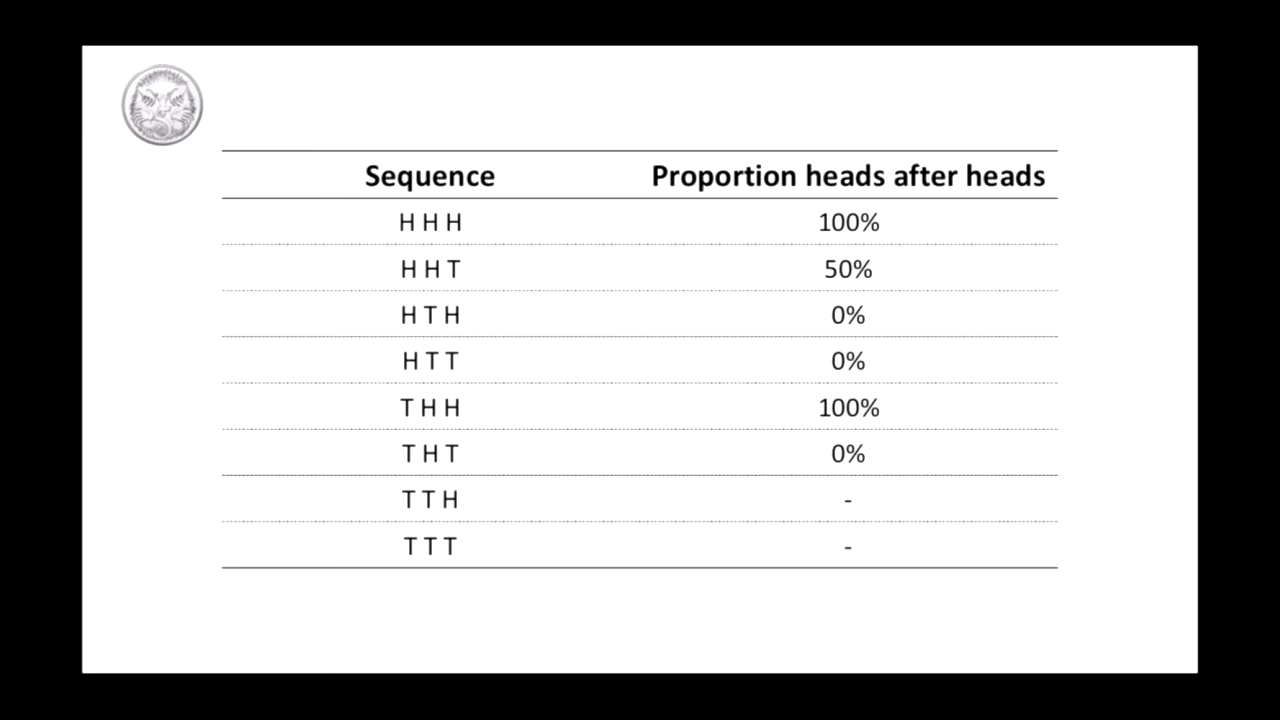 Sequence Proportion heads after heads
H H H 100%
H H T 50%
H T H 0%
H T T 0%
T H H 100%
T H T 0%
T T H -
T T T -